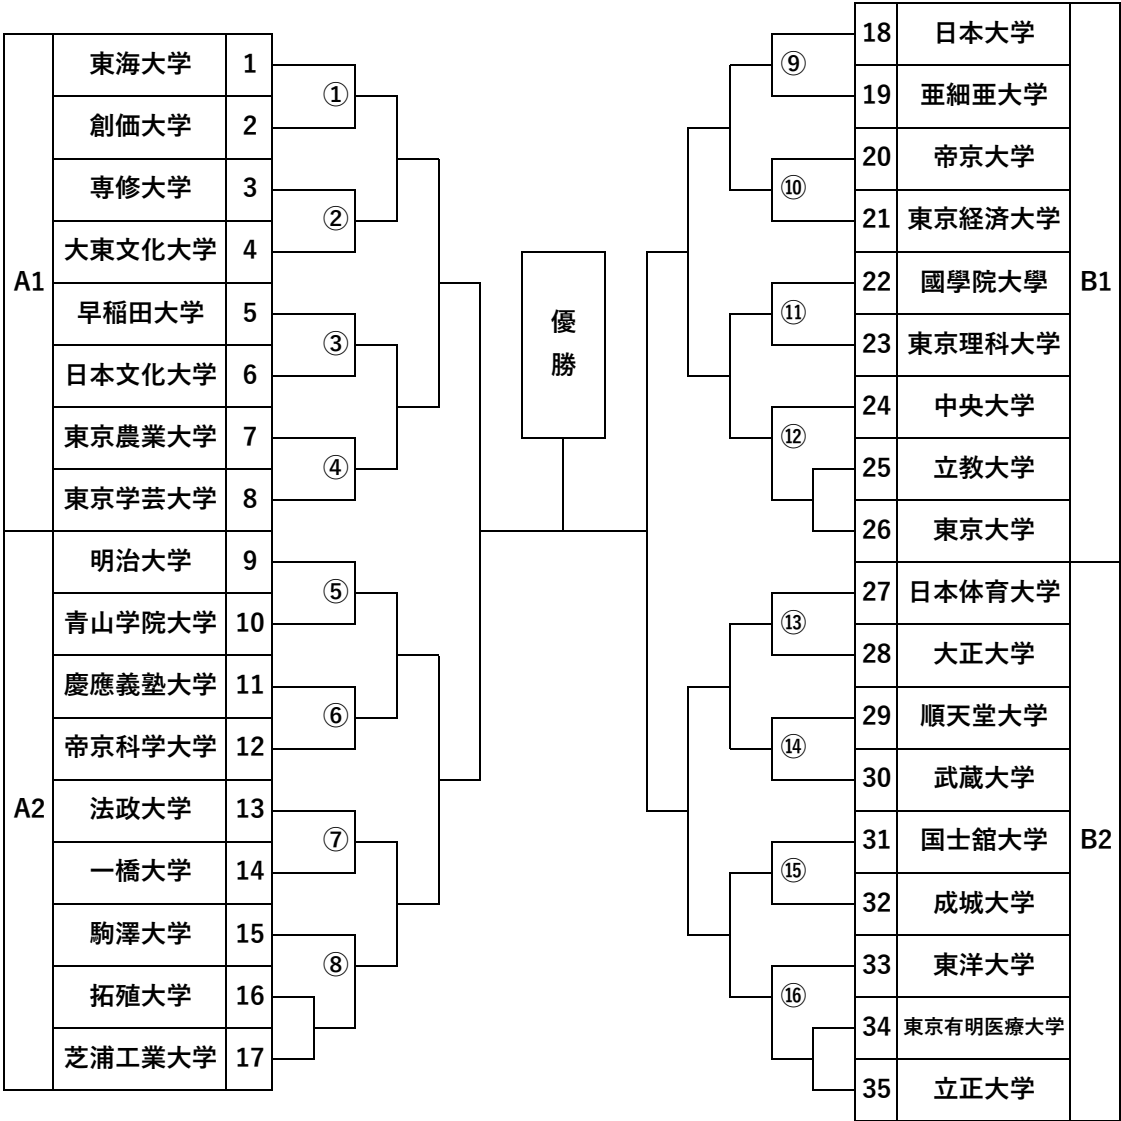 A1
東海大学 1
創価大学 2
①
専修大学 3
大東文化大学 4
②
早稲田大学 5
日本文化大学 6
③
東京農業大学 7
東京学芸大学 8
④
A2
明治大学 9
青山学院大学 10
⑤
慶應義塾大学 11
帝京科学大学 12
⑥
法政大学 13
一橋大学 14
⑦
駒澤大学 15
拓殖大学 16
芝浦工業大学 17
⑧
優
勝
B1
18 日本大学
19 亜細亜大学
⑨
20 帝京大学
21 東京経済大学
⑩
22 國學院大學
23 東京理科大学
⑪
24 中央大学
25 立教大学
26 東京大学
⑫
B2
27 日本体育大学
28 大正大学
⑬
29 順天堂大学
30 武蔵大学
⑭
31 国士舘大学
32 成城大学
⑮
33 東洋大学
34 東京有明医療大学
35 立正大学
⑯